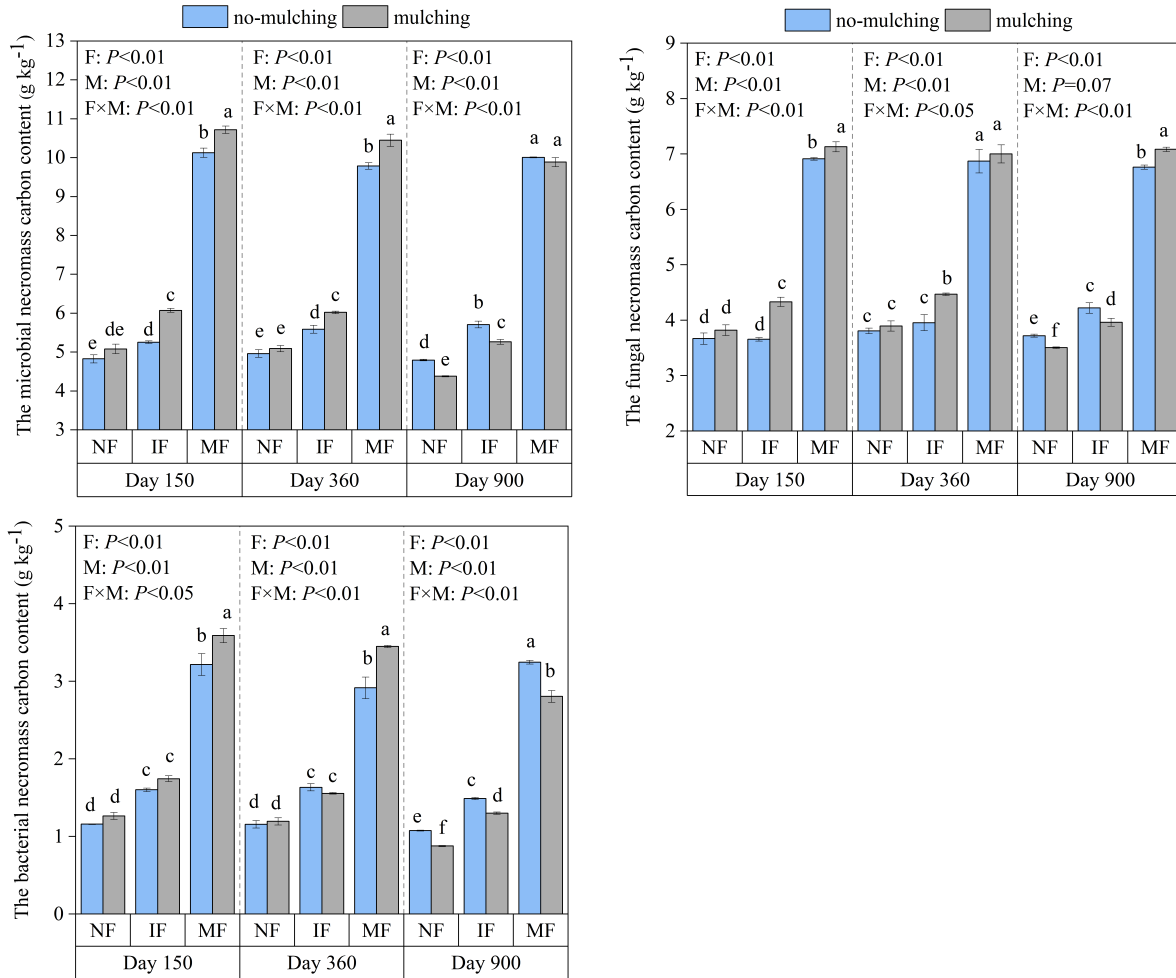 no-mulching mulching
The microbial necromass carbon content (g kg⁻¹)
13
12
11
10
9
8
7
6
5
4
3
F: P<0.01 F: P<0.01 F: P<0.01
M: P<0.01 M: P<0.01 M: P<0.01
F×M: P<0.01 F×M: P<0.01 F×M: P<0.01
e de d c b a e e d c b a e e b c a a
NF IF MF NF IF MF NF IF MF
Day 150 Day 360 Day 900
no-mulching mulching
The fungal necromass carbon content (g kg⁻¹)
9
8
7
6
5
4
3
2
F: P<0.01 F: P<0.01 F: P<0.01
M: P<0.01 M: P<0.01 M: P=0.07
F×M: P<0.01 F×M: P<0.05 F×M: P<0.01
d d d c b a c c c b a a e f c d b a
NF IF MF NF IF MF NF IF MF
Day 150 Day 360 Day 900
The bacterial necromass carbon content (g kg⁻¹)
5
4
3
2
1
0
F: P<0.01 F: P<0.01 F: P<0.01
M: P<0.01 M: P<0.01 M: P<0.01
F×M: P<0.05 F×M: P<0.01 F×M: P<0.01
d d c c b a d d c c b a e f c d a b
NF IF MF NF IF MF NF IF MF
Day 150 Day 360 Day 900